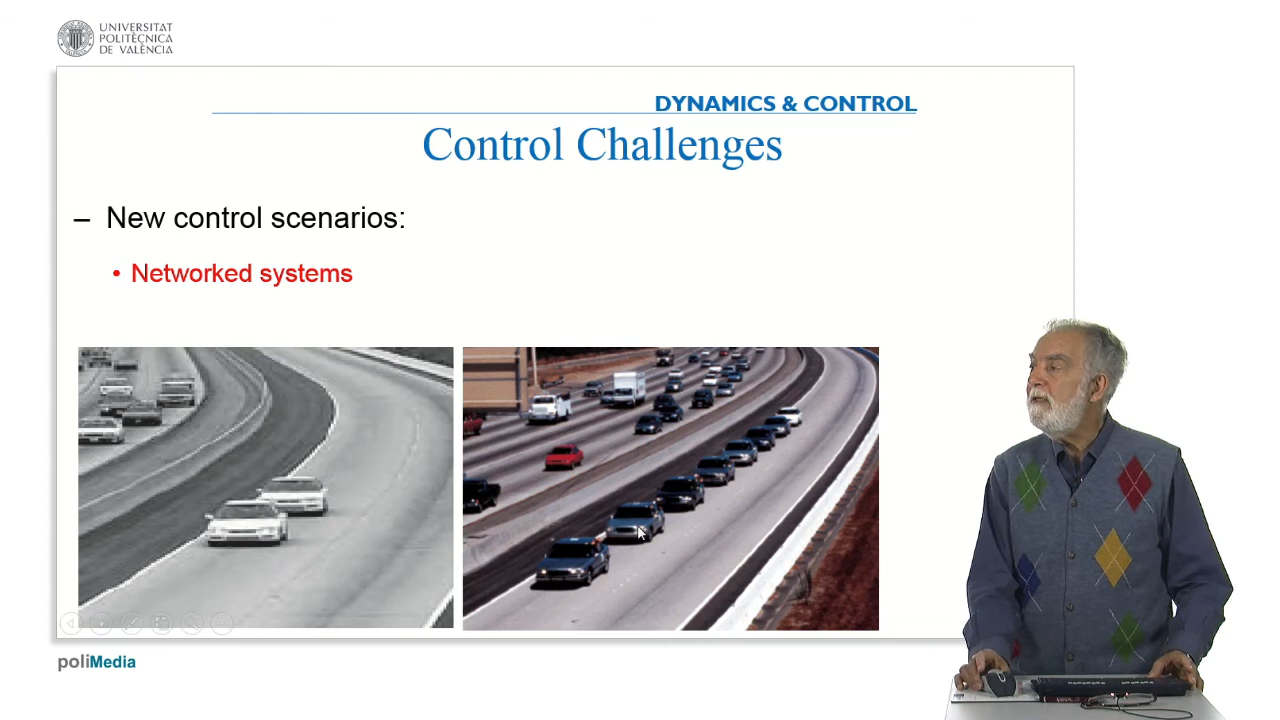 UNIVERSITAT
POLITÈCNICA
DE VALÈNCIA
DYNAMICS & CONTROL
Control Challenges
– New control scenarios:
• Networked systems
poliMedia